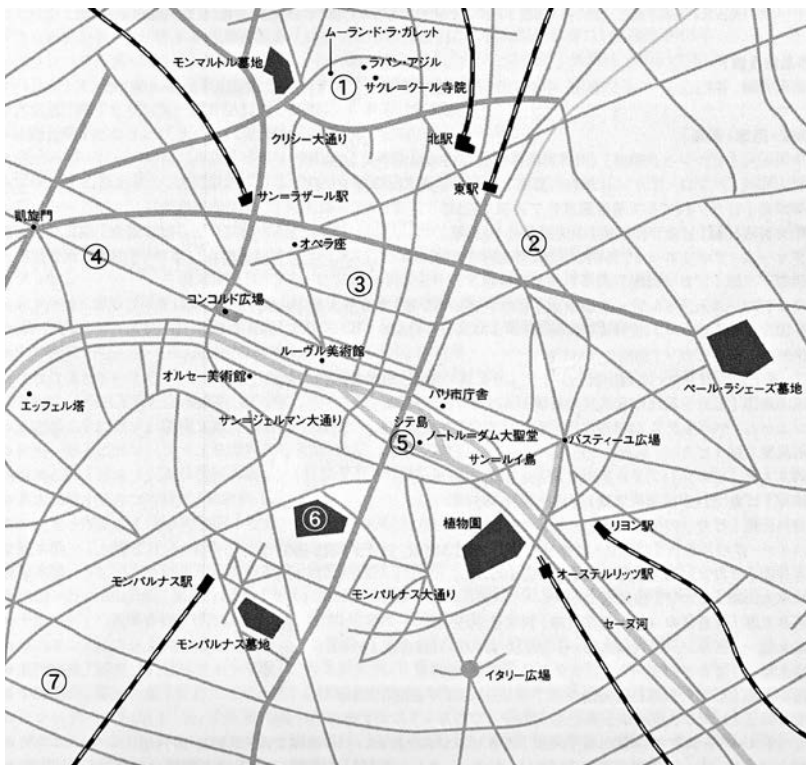 ムーラン・ド・ラ・ガレット
モンマルトル墓地
ラパン・アジル
①
サクレ=クール寺院
クリシー大通り
北駅
東駅
サン=ラザール駅
凱旋門
④
オペラ座
②
③
コンコルド広場
ルーヴル美術館
オルセー美術館
ペール・ラシェーズ墓地
エッフェル塔
パリ市庁舎
サン=ジェルマン大通り
シテ島
⑤
ノートル=ダム大聖堂
バスティーユ広場
サン=ルイ島
⑥
植物園
リヨン駅
モンパルナス駅
オーステルリッツ駅
モンパルナス大通り
セーヌ河
モンパルナス墓地
⑦
イタリー広場